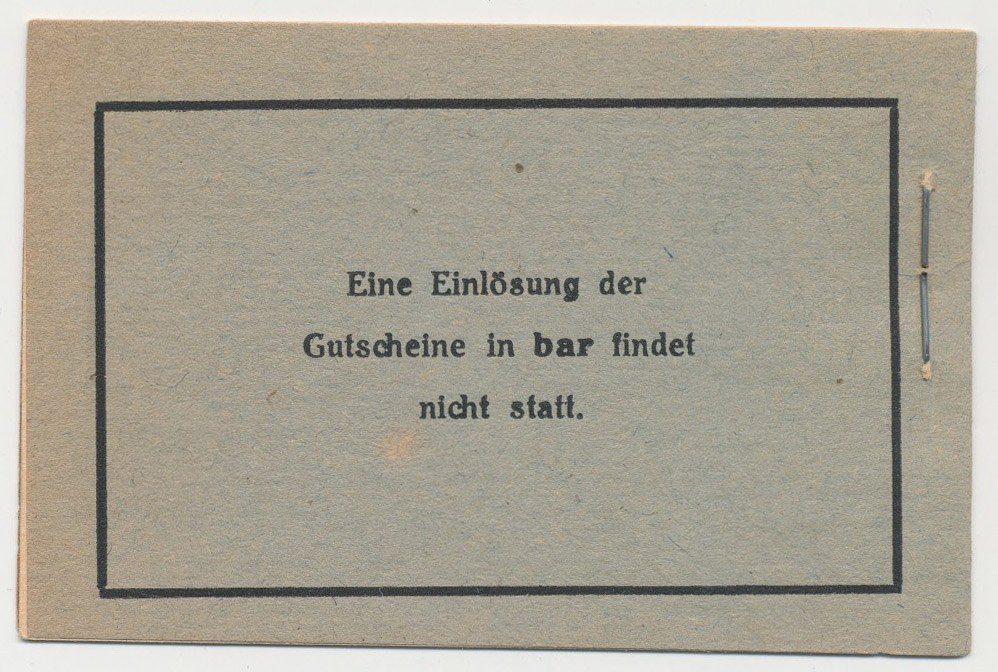 Eine Einlösung der
Gutscheine in bar findet
nicht statt.